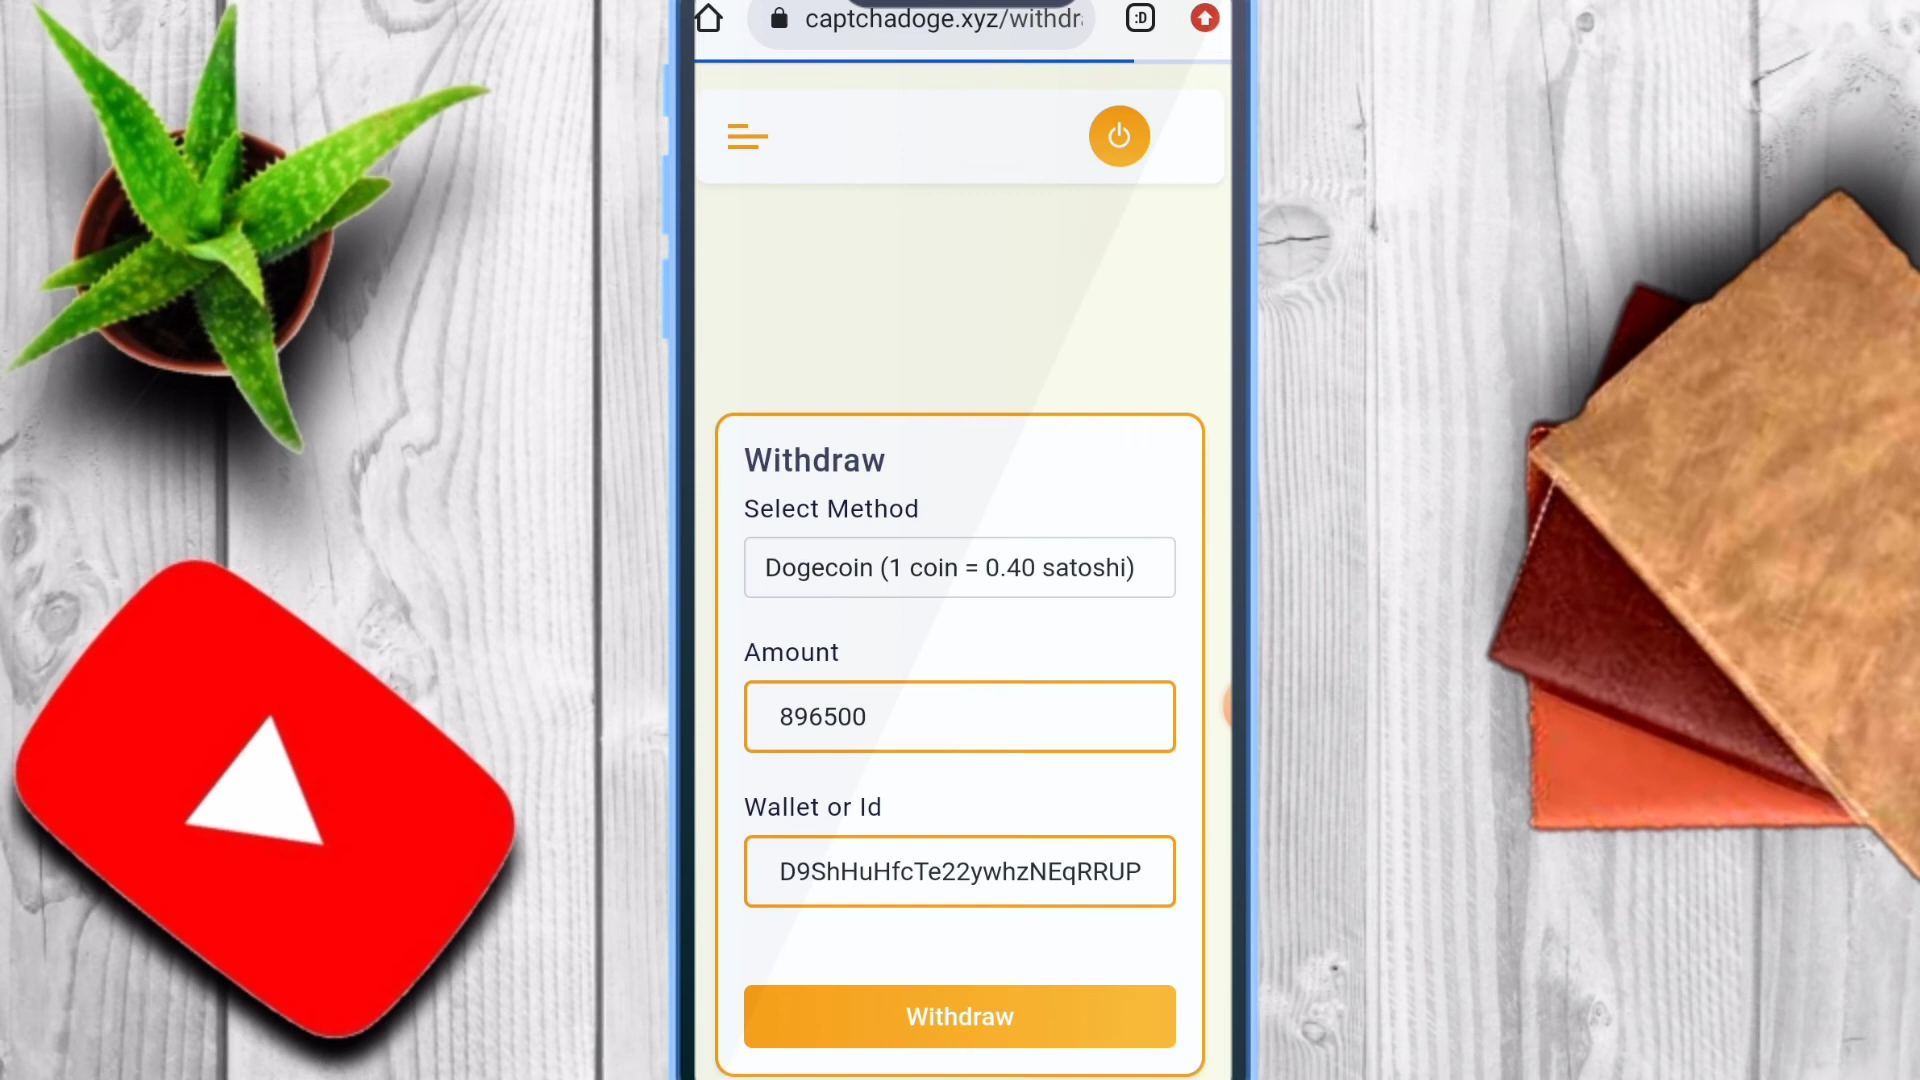 captchadoge.xyz/withdr
:D
Withdraw
Select Method
Dogecoin (1 coin = 0.40 satoshi)
Amount
896500
Wallet or Id
D9ShHuHfcTe22ywhzNEqRRUP
Withdraw